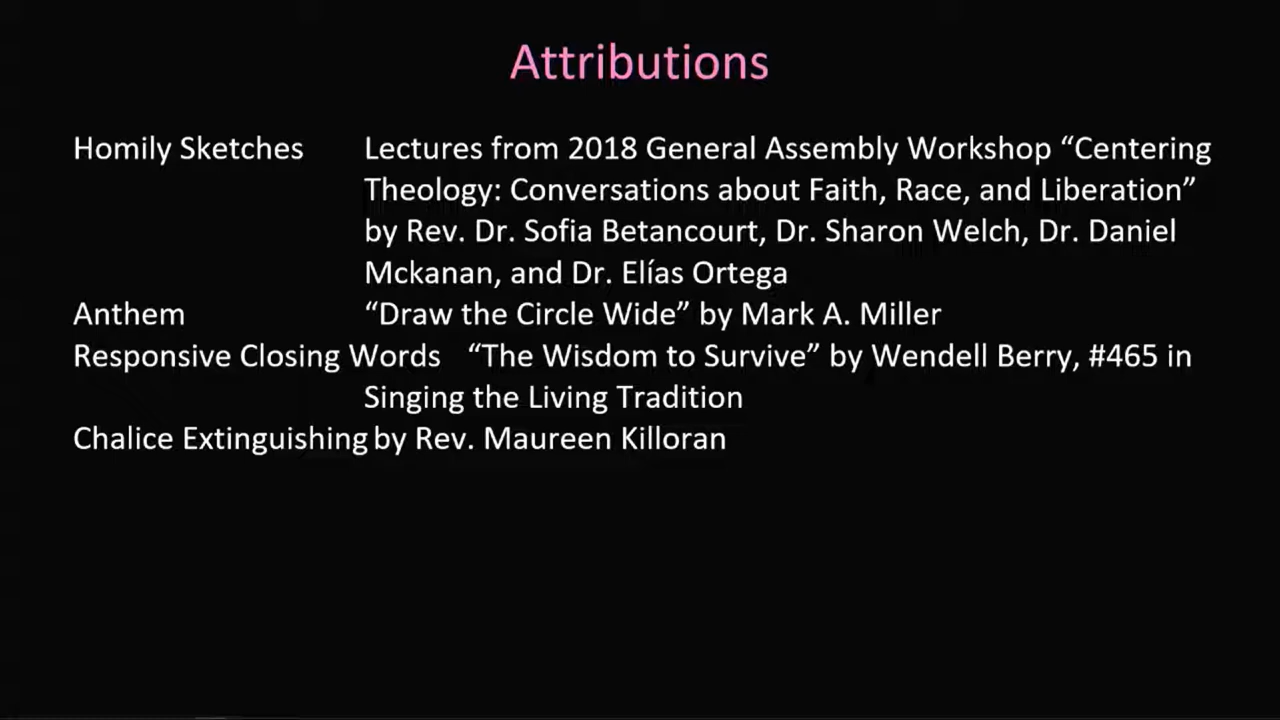 Attributions
Homily Sketches Lectures from 2018 General Assembly Workshop “Centering
Theology: Conversations about Faith, Race, and Liberation”
by Rev. Dr. Sofia Betancourt, Dr. Sharon Welch, Dr. Daniel
Mckanan, and Dr. Elías Ortega
Anthem “Draw the Circle Wide” by Mark A. Miller
Responsive Closing Words “The Wisdom to Survive” by Wendell Berry, #465 in
Singing the Living Tradition
Chalice Extinguishing by Rev. Maureen Killoran